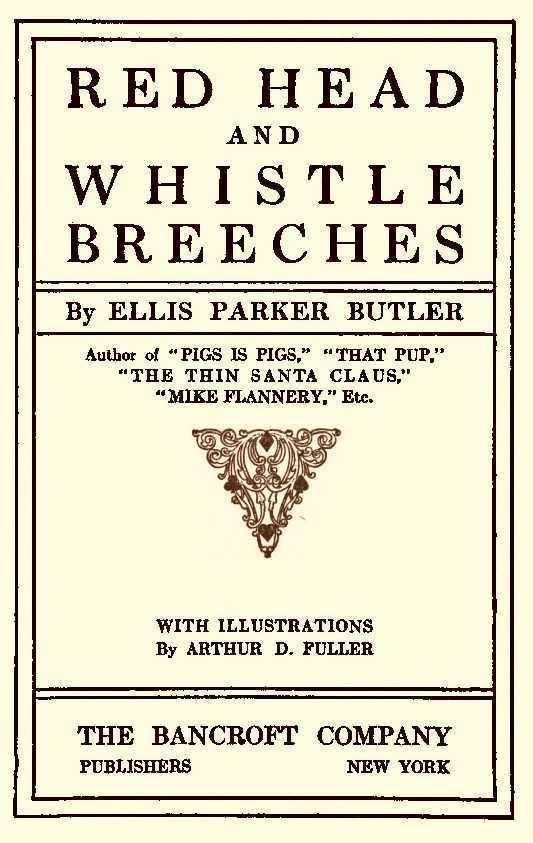 RED HEAD
AND
WHISTLE
BREECHES
By ELLIS PARKER BUTLER
Author of "PIGS IS PIGS," "THAT PUP,"
"THE THIN SANTA CLAUS,"
"MIKE FLANNERY," Etc.
WITH ILLUSTRATIONS
By ARTHUR D. FULLER
THE BANCROFT COMPANY
PUBLISHERS NEW YORK